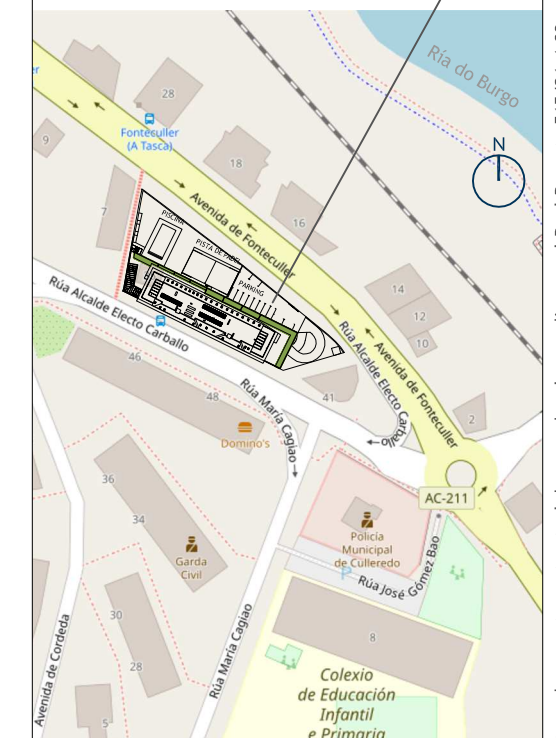 Ría do Burgo
N
er
28
Fonteculler
(A Tasca)
9
18
7
PISCINA
Avenida de Fonteculler
16
PISTA DE PADEL
PARKING
14
12
10
Rúa Alcalde Electo Carballo
Rúa Alcalde Electo Carballo
Avenida de Fonteculler
46
48
41
2
Rúa María Cagiao
Domino's
AC-211
36
34
Garda
Civil
Policía
Municipal
de Culleredo
P
Rúa José Gómez Bao
30
28
8
5
Avenida de Cordeda
Rúa María Cagiao
Colexio
de Educación
Infantil
e Primaria